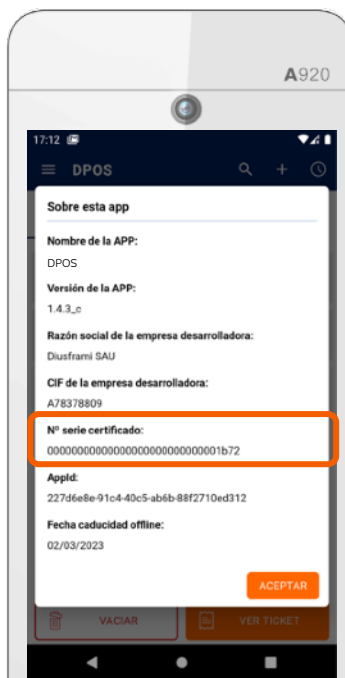 A920
17:12
DPOS
Sobre esta app
Nombre de la APP:
DPOS
Versión de la APP:
1.4.3_c
Razón social de la empresa desarrolladora:
Diusframi SAU
CIF de la empresa desarrolladora:
A78378809
Nº serie certificado:
00000000000000000000000000001b72
AppId:
227d6e8e-91c4-40c5-ab6b-88f2710ed312
Fecha caducidad offline:
02/03/2023
ACEPTAR
VACIAR VER TICKET